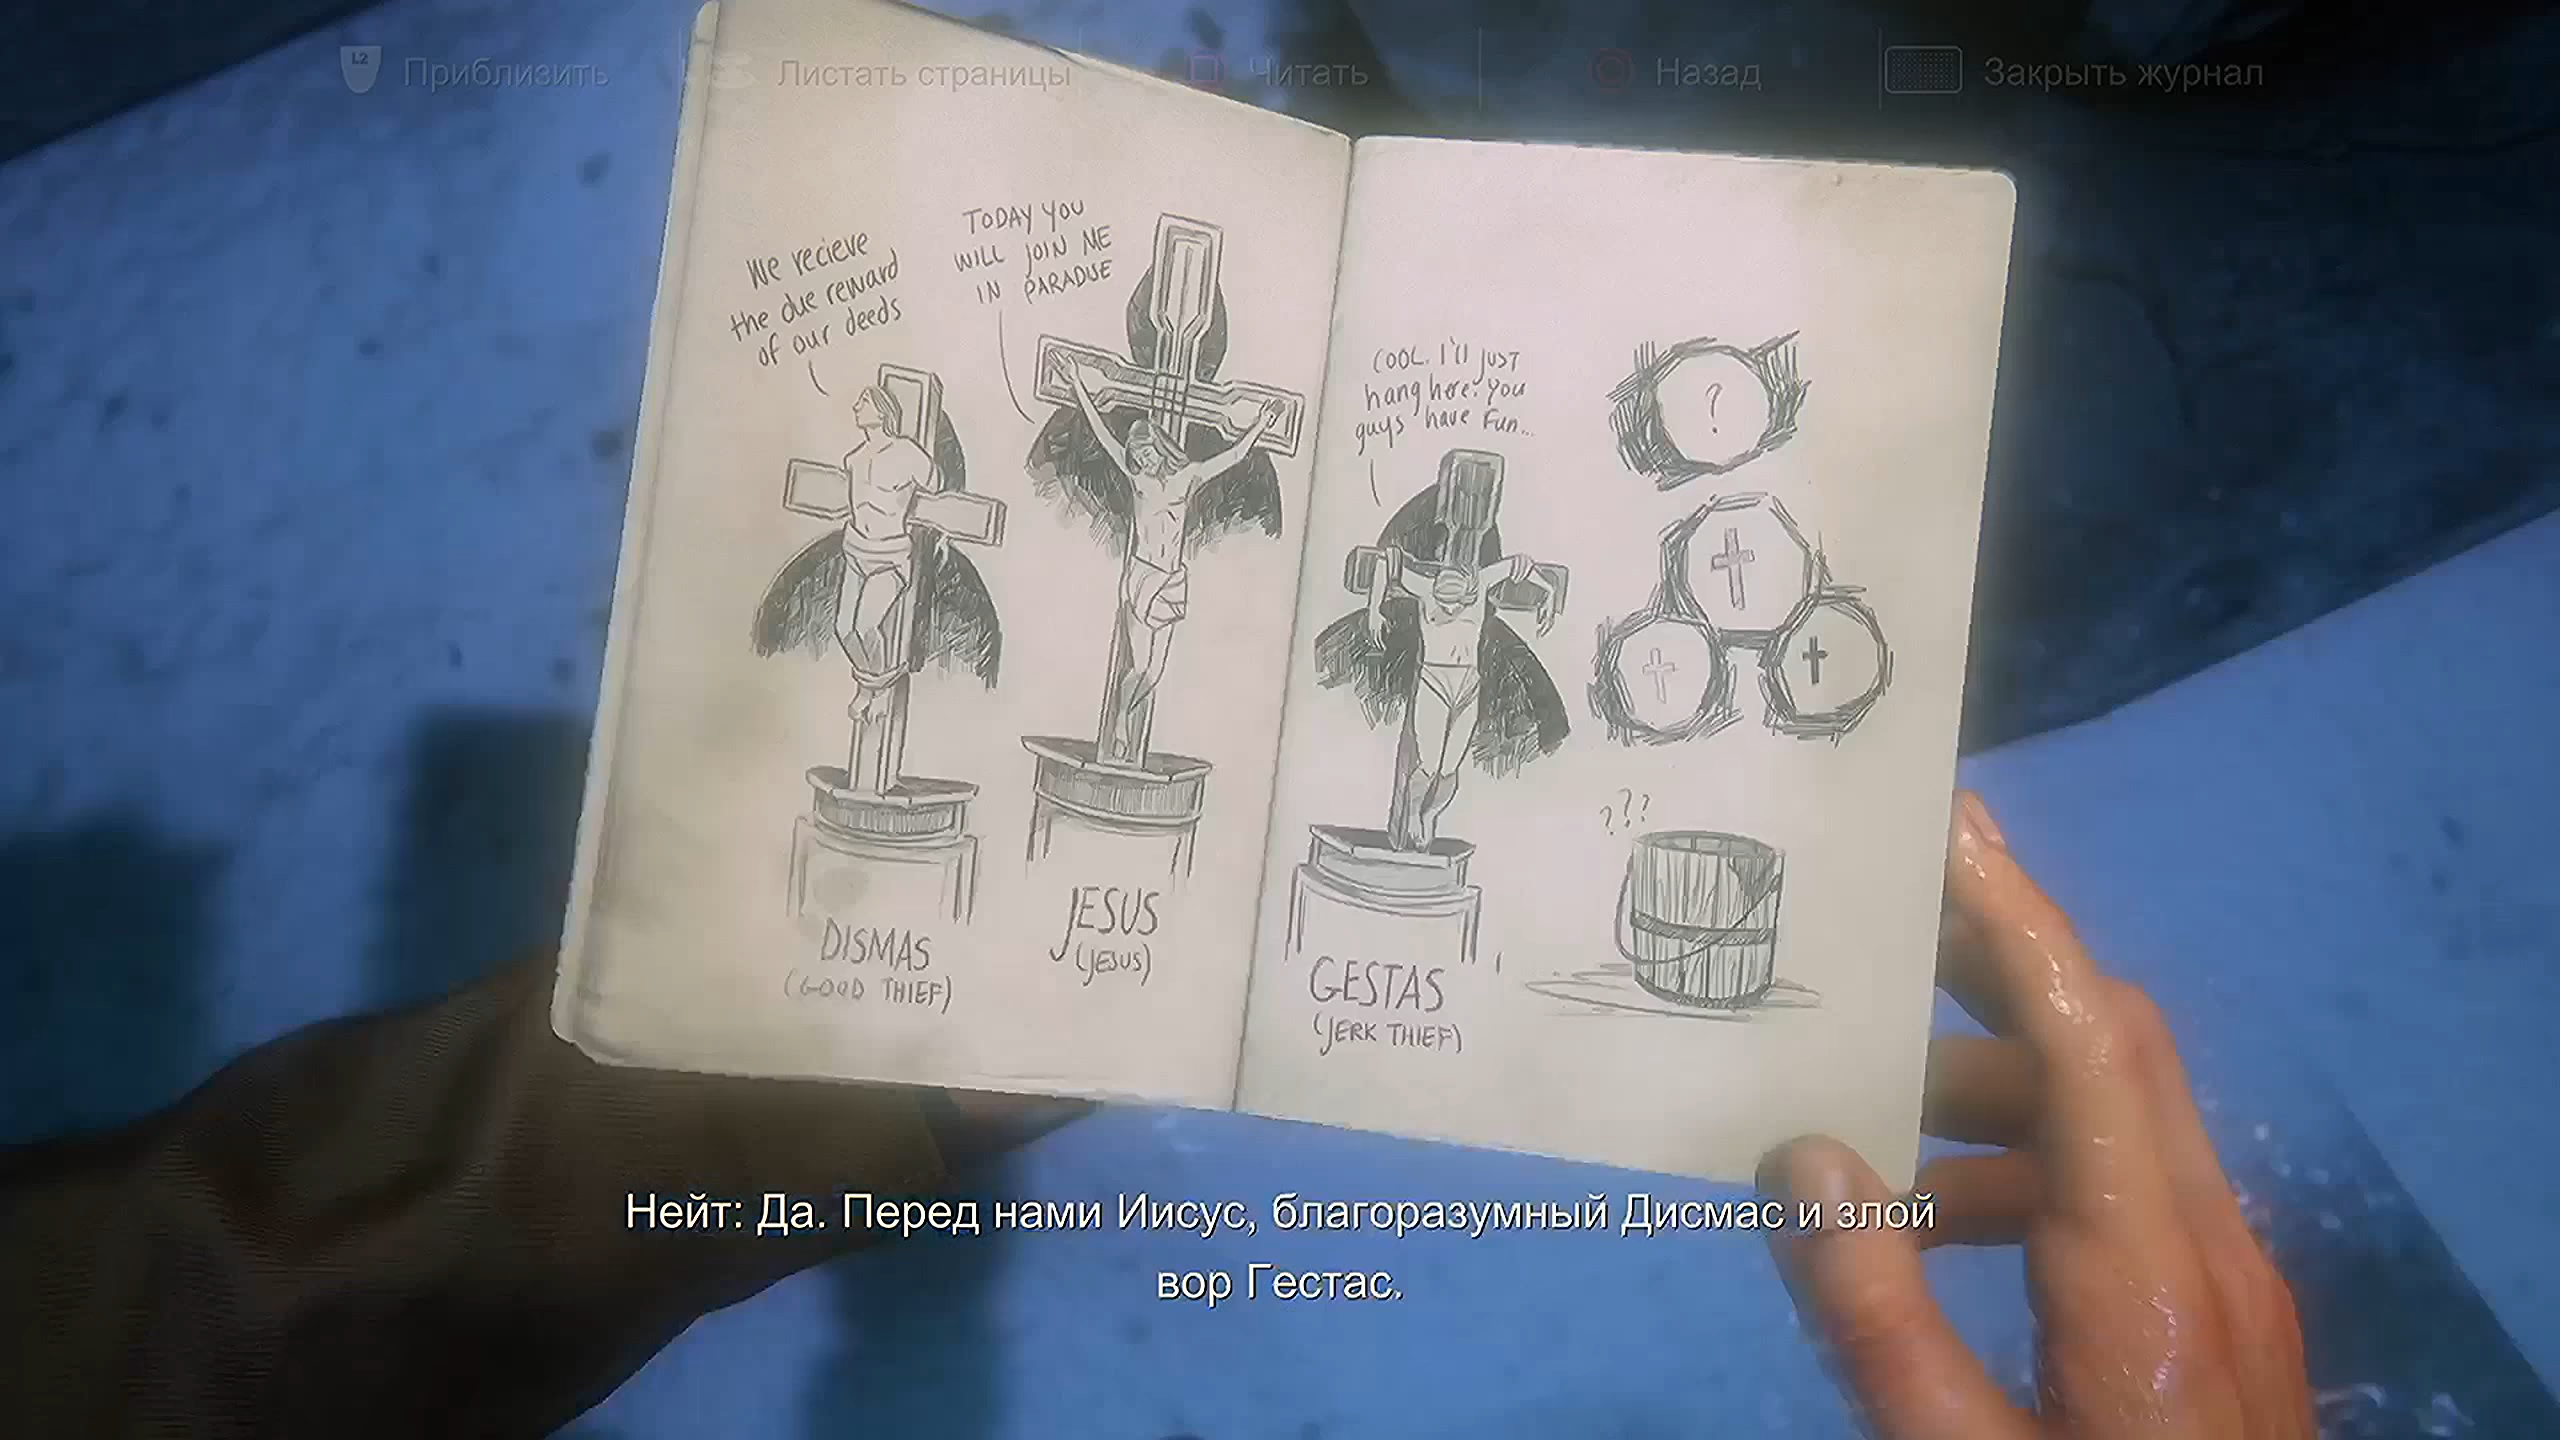 L2 Приблизить
Листать страницы
Читать
Назад
Закрыть журнал
We recieve
the due reward
of our deeds
TODAY YOU
WILL JOIN ME
IN PARADISE
COOL. I'll JUST
hang here. You
guys have Fun...
?
???
DISMAS
(GOOD THIEF)
JESUS
(JESUS)
GESTAS
(JERK THIEF)
Нейт: Да. Перед нами Иисус, благоразумный Дисмас и злой
вор Гестас.